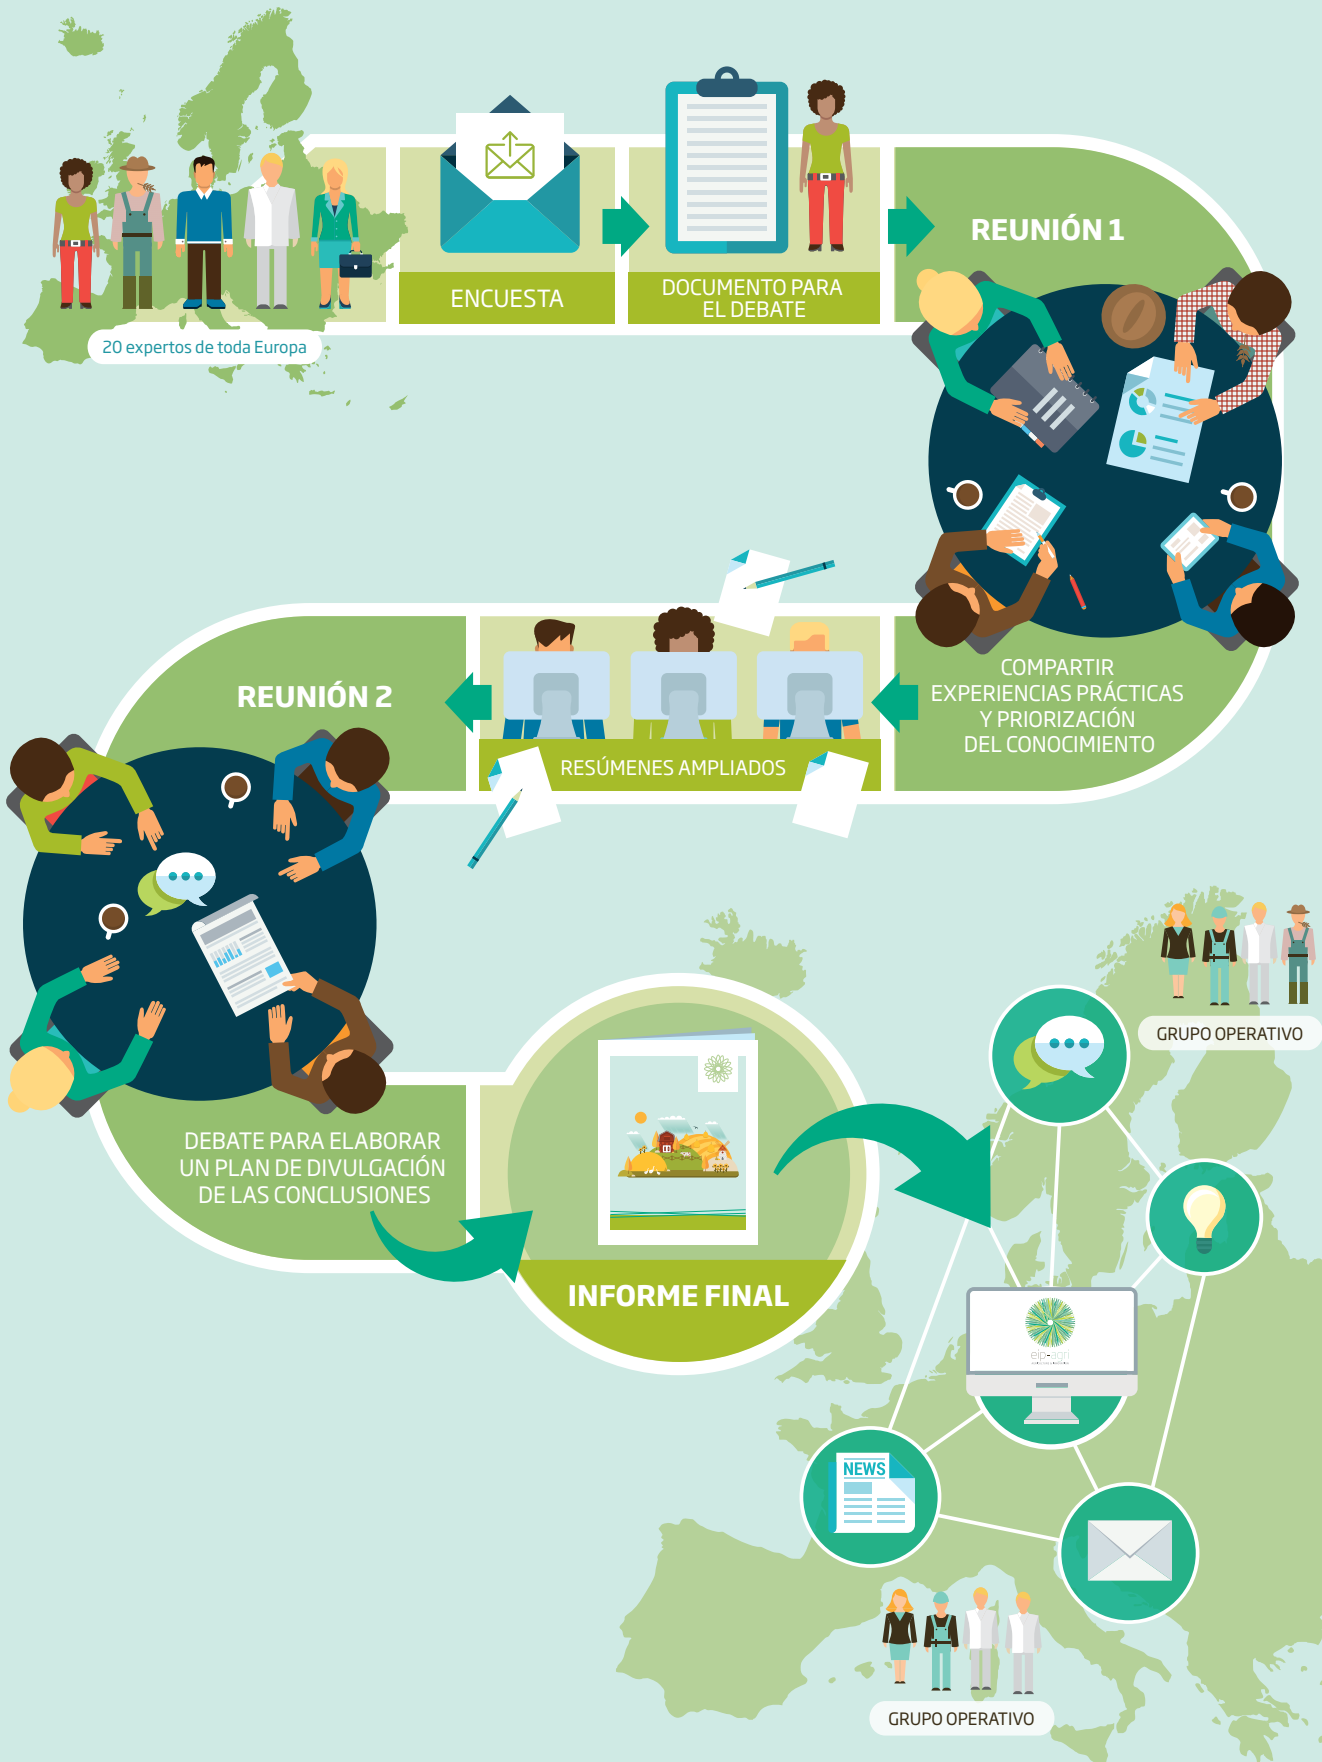 20 expertos de toda Europa
ENCUESTA
DOCUMENTO PARA
EL DEBATE
REUNIÓN 1
COMPARTIR
EXPERIENCIAS PRÁCTICAS
Y PRIORIZACIÓN
DEL CONOCIMIENTO
RESÚMENES AMPLIADOS
REUNIÓN 2
DEBATE PARA ELABORAR
UN PLAN DE DIVULGACIÓN
DE LAS CONCLUSIONES
INFORME FINAL
GRUPO OPERATIVO
eip-agri
NEWS
GRUPO OPERATIVO